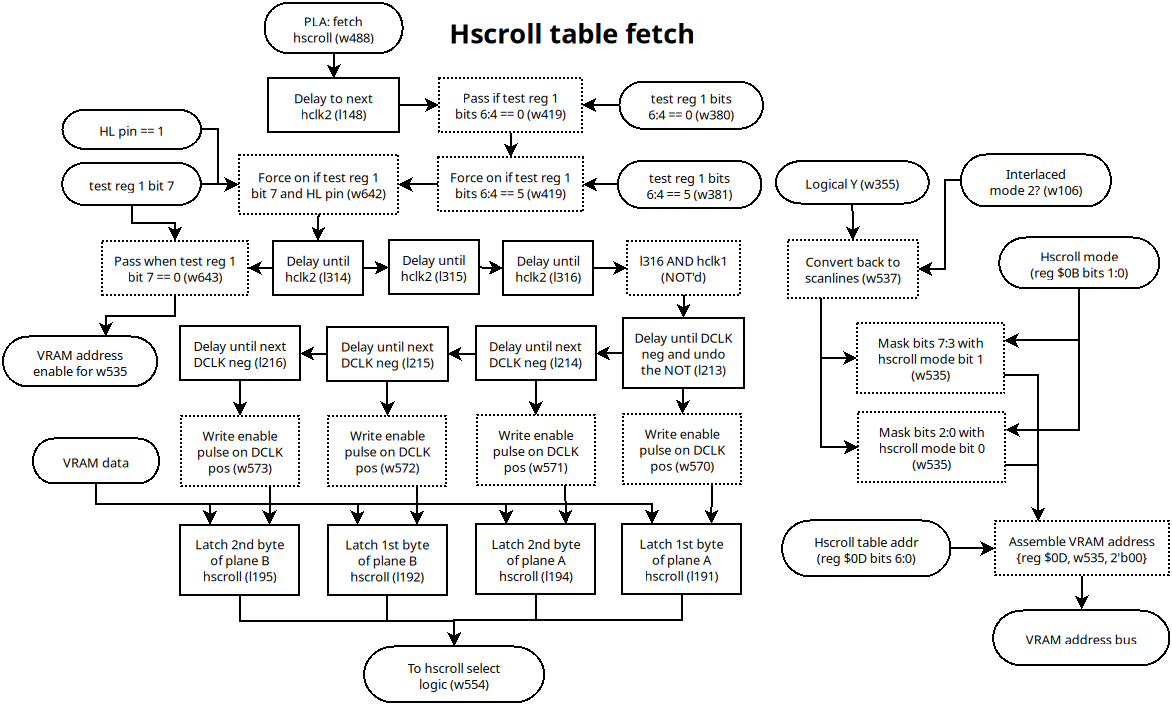 Hscroll table fetch
PLA: fetch
hscroll (w488)
Delay to next
hclk2 (l148)
Pass if test reg 1
bits 6:4 == 0 (w419)
test reg 1 bits
6:4 == 0 (w380)
HL pin == 1
test reg 1 bit 7
Force on if test reg 1
bit 7 and HL pin (w642)
Force on if test reg 1
bits 6:4 == 5 (w419)
test reg 1 bits
6:4 == 5 (w381)
Logical Y (w355)
Interlaced
mode 2? (w106)
Pass when test reg 1
bit 7 == 0 (w643)
Delay until
hclk2 (l314)
Delay until
hclk2 (l315)
Delay until
hclk2 (l316)
l316 AND hclk1
(NOT'd)
Convert back to
scanlines (w537)
Hscroll mode
(reg $0B bits 1:0)
VRAM address
enable for w535
Delay until next
DCLK neg (l216)
Delay until next
DCLK neg (l215)
Delay until next
DCLK neg (l214)
Delay until DCLK
neg and undo
the NOT (l213)
Mask bits 7:3 with
hscroll mode bit 1
(w535)
Mask bits 2:0 with
hscroll mode bit 0
(w535)
VRAM data
Write enable
pulse on DCLK
pos (w573)
Write enable
pulse on DCLK
pos (w572)
Write enable
pulse on DCLK
pos (w571)
Write enable
pulse on DCLK
pos (w570)
Latch 2nd byte
of plane B
hscroll (l195)
Latch 1st byte
of plane B
hscroll (l192)
Latch 2nd byte
of plane A
hscroll (l194)
Latch 1st byte
of plane A
hscroll (l191)
Hscroll table addr
(reg $0D bits 6:0)
Assemble VRAM address
{reg $0D, w535, 2'b00}
To hscroll select
logic (w554)
VRAM address bus